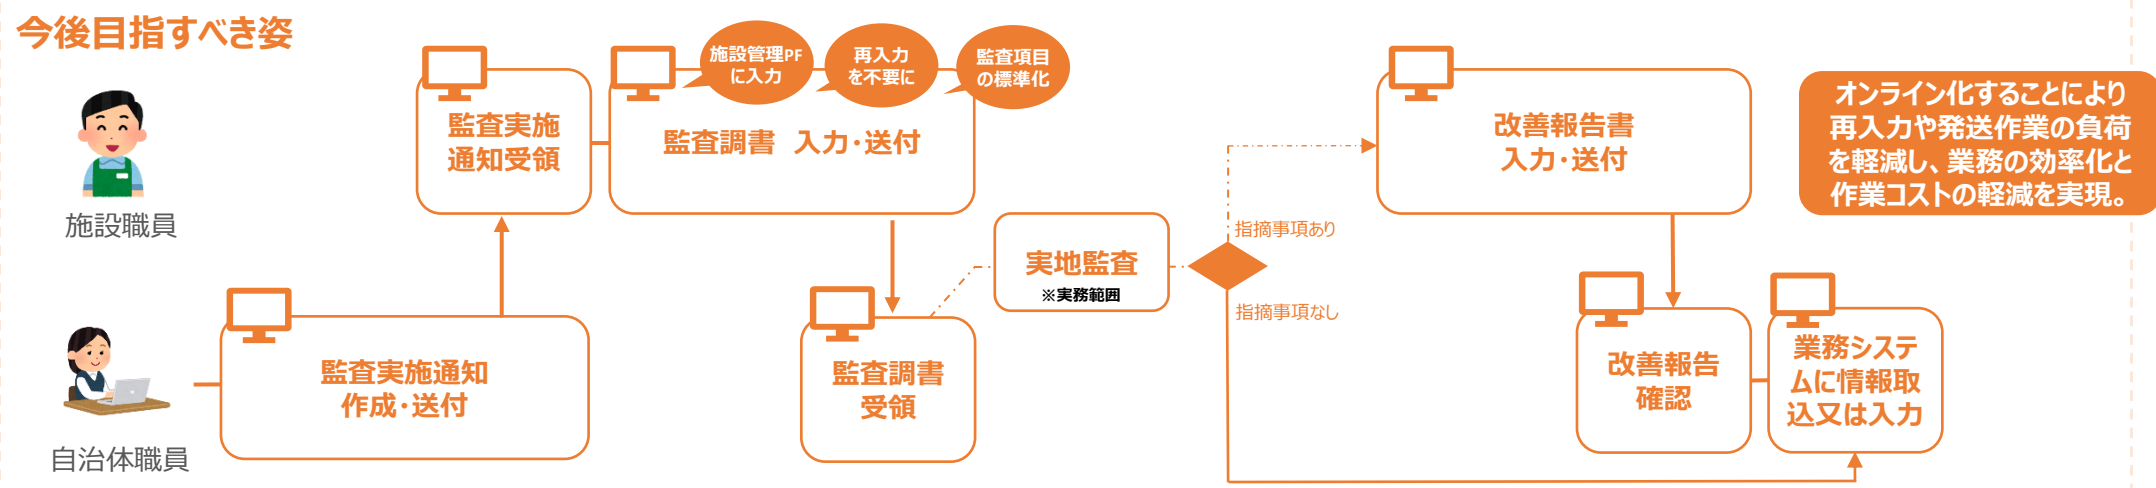 今後目指すべき姿
施設管理PF
に入力
再入力
を不要に
監査項目
の標準化
監査実施
通知受領
監査調書 入力・送付
改善報告書
入力・送付
オンライン化することにより
再入力や発送作業の負荷
を軽減し、業務の効率化と
作業コストの軽減を実現。
施設職員
指摘事項あり
実地監査
※実務範囲
指摘事項なし
監査実施通知
作成・送付
監査調書
受領
改善報告
確認
業務システ
ムに情報取
込又は入力
自治体職員